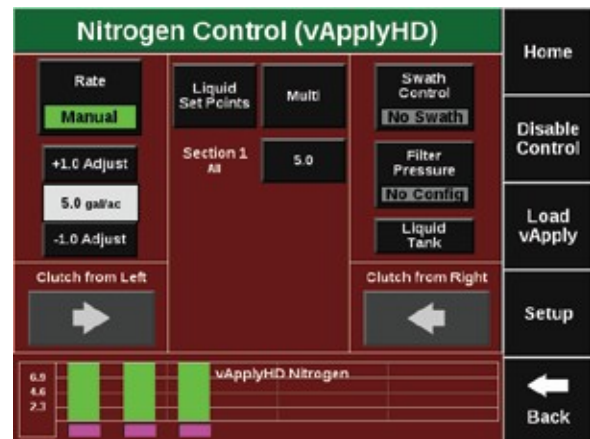 Nitrogen Control (vApplyHD)
Home
Rate
Manual
Liquid
Set Points
Multi
Swath
Control
No Swath
Disable
Control
+1.0 Adjust
5.0 gal/ac
-1.0 Adjust
Section 1
All
5.0
Filter
Pressure
No Config
Liquid
Tank
Load
vApply
Clutch from Left
Clutch from Right
Setup
vApplyHD Nitrogen
6.9
4.6
2.3
Back